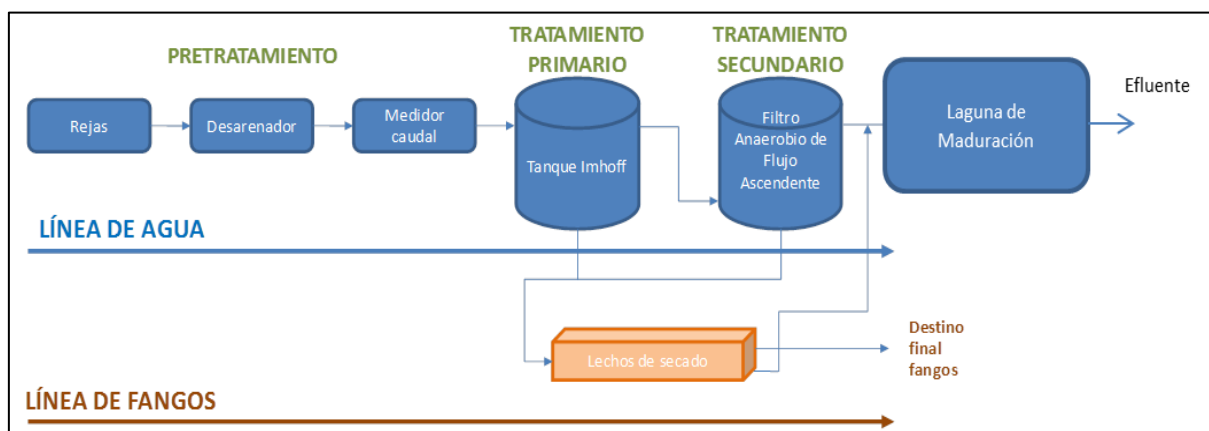 PRETRATAMIENTO
TRATAMIENTO
PRIMARIO
TRATAMIENTO
SECUNDARIO
Rejas
Desarenador
Medidor
caudal
Tanque Imhoff
Filtro
Anaerobio de
Flujo
Ascendente
Laguna de
Maduración
Efluente
LÍNEA DE AGUA
Lechos de secado
Destino
final
fangos
LÍNEA DE FANGOS